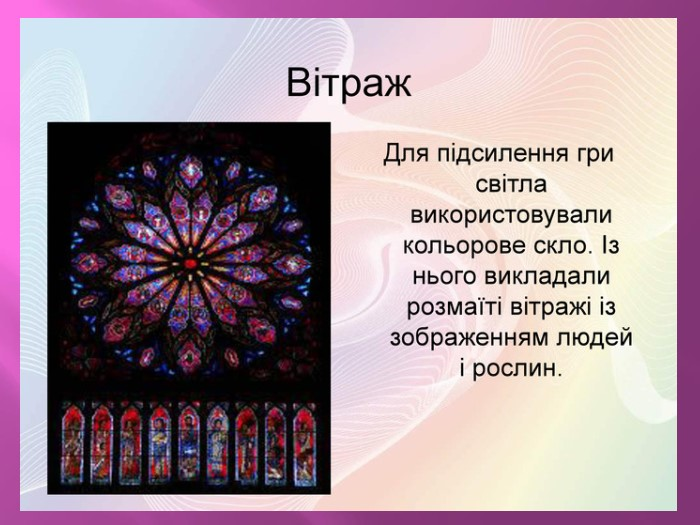 Вітраж
Для підсилення гри
світла
використовували
кольорове скло. Із
нього викладали
розмаїті вітражі із
зображенням людей
і рослин.